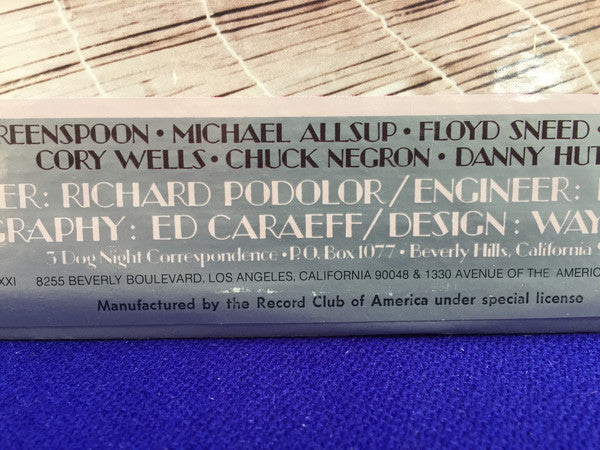 REENSPOON • MICHAEL ALLSUP • FLOYD SNEED •
CORY WELLS • CHUCK NEGRON • DANNY HUT
ER: RICHARD PODOLOR / ENGINEER:
GRAPHY: ED CARAEFF / DESIGN: WAY
3 Dog Night Correspondence • P.O. Box 1077 • Beverly Hills, California 9
XXI 8255 BEVERLY BOULEVARD, LOS ANGELES, CALIFORNIA 90048 & 1330 AVENUE OF THE AMERIC
Manufactured by the Record Club of America under special license